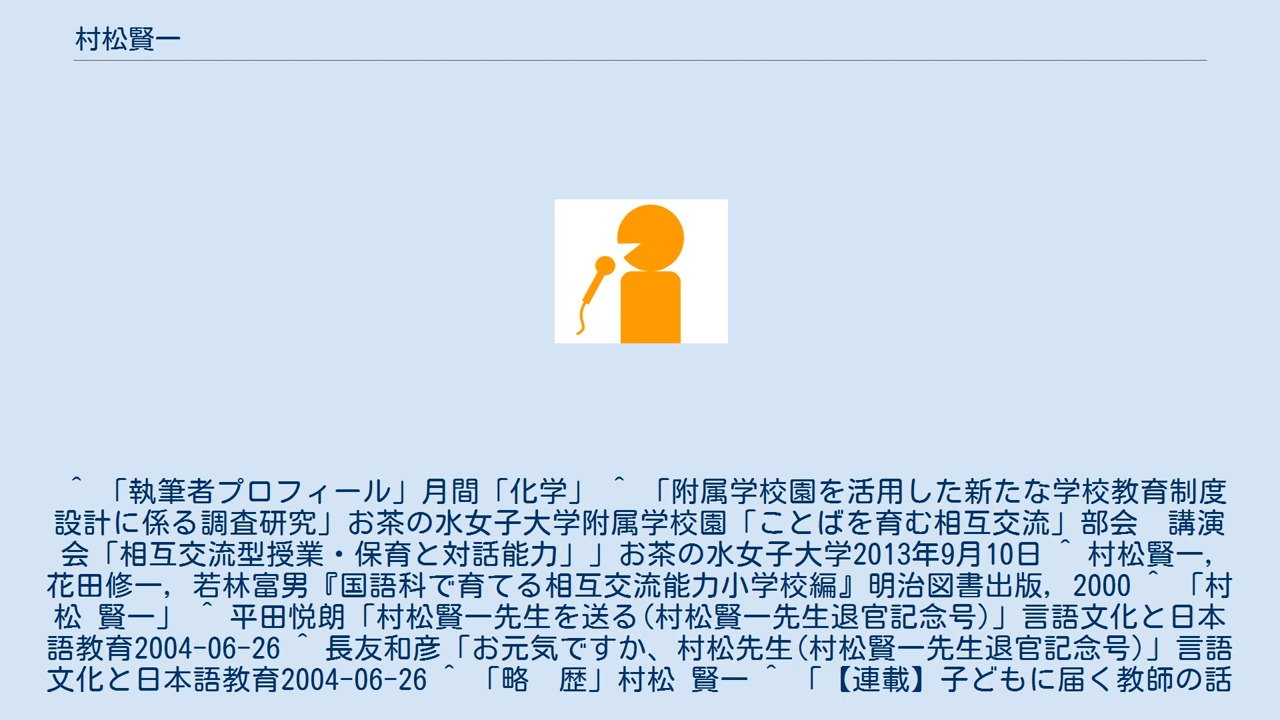 村松賢一
^ 「執筆者プロフィール」月間「化学」 ^ 「附属学校園を活用した新たな学校教育制度
設計に係る調査研究」お茶の水女子大学附属学校園「ことばを育む相互交流」部会　講演
会「相互交流型授業・保育と対話能力」」お茶の水女子大学2013年9月10日 ^ 村松賢一,
花田修一, 若林富男『国語科で育てる相互交流能力小学校編』明治図書出版, 2000 ^ 「村
松 賢一」 ^ 平田悦朗「村松賢一先生を送る(村松賢一先生退官記念号)」言語文化と日本
語教育2004-06-26 ^ 長友和彦「お元気ですか、村松先生(村松賢一先生退官記念号)」言語
文化と日本語教育2004-06-26 ^ 「略　歴」村松 賢一 ^ 「【連載】子どもに届く教師の話